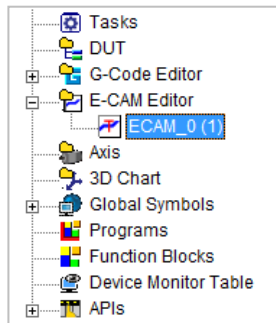 Tasks
DUT
G-Code Editor
E-CAM Editor
ECAM_0 (1)
Axis
3D Chart
Global Symbols
Programs
Function Blocks
Device Monitor Table
APIs